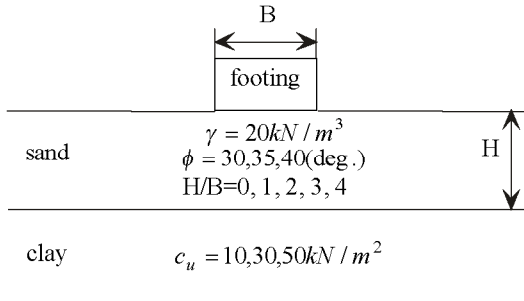 B
footing
γ = 20kN / m³
sand
ϕ = 30,35,40(deg.)
H
H/B=0, 1, 2, 3, 4
clay
cᵤ = 10,30,50kN / m²